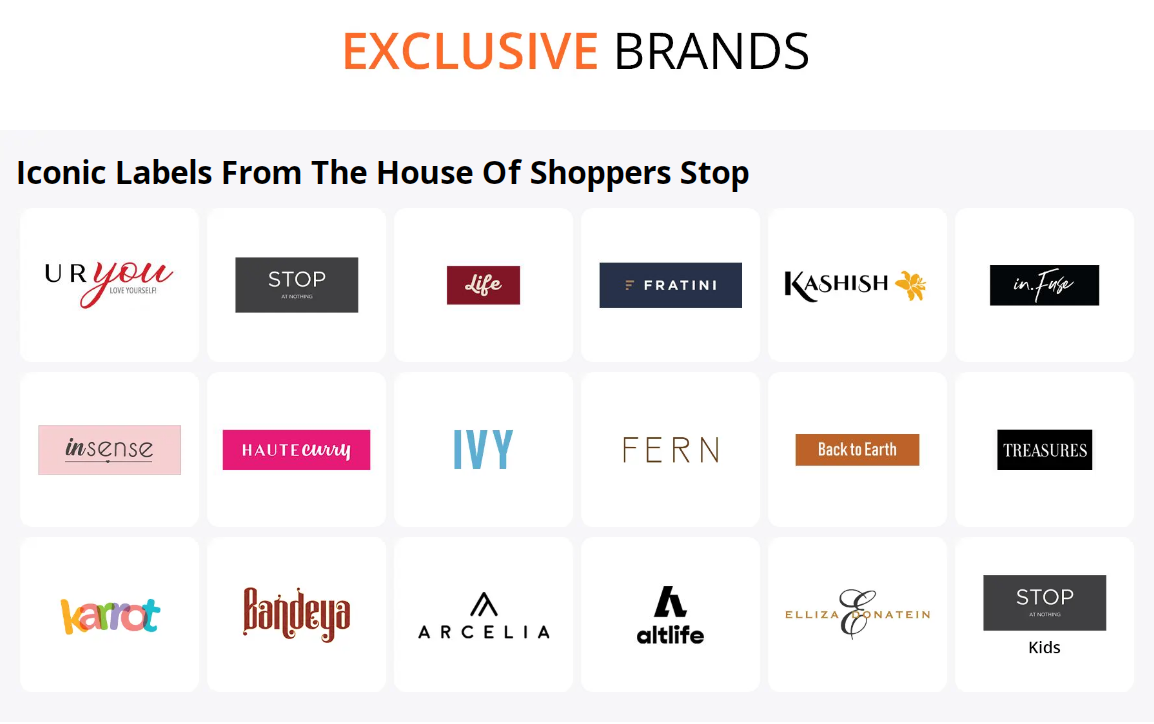 EXCLUSIVE BRANDS
Iconic Labels From The House Of Shoppers Stop
UR you
LOVE YOURSELF!
STOP
AT NOTHING
Life
FRATINI
KASHISH
in.Fuse
insense
HAUTE curry
IVY
FERN
Back to Earth
TREASURES
karrot
Bandeya
ARCELIA
altlife
ELLIZA DONATEIN
E
STOP
AT NOTHING
Kids